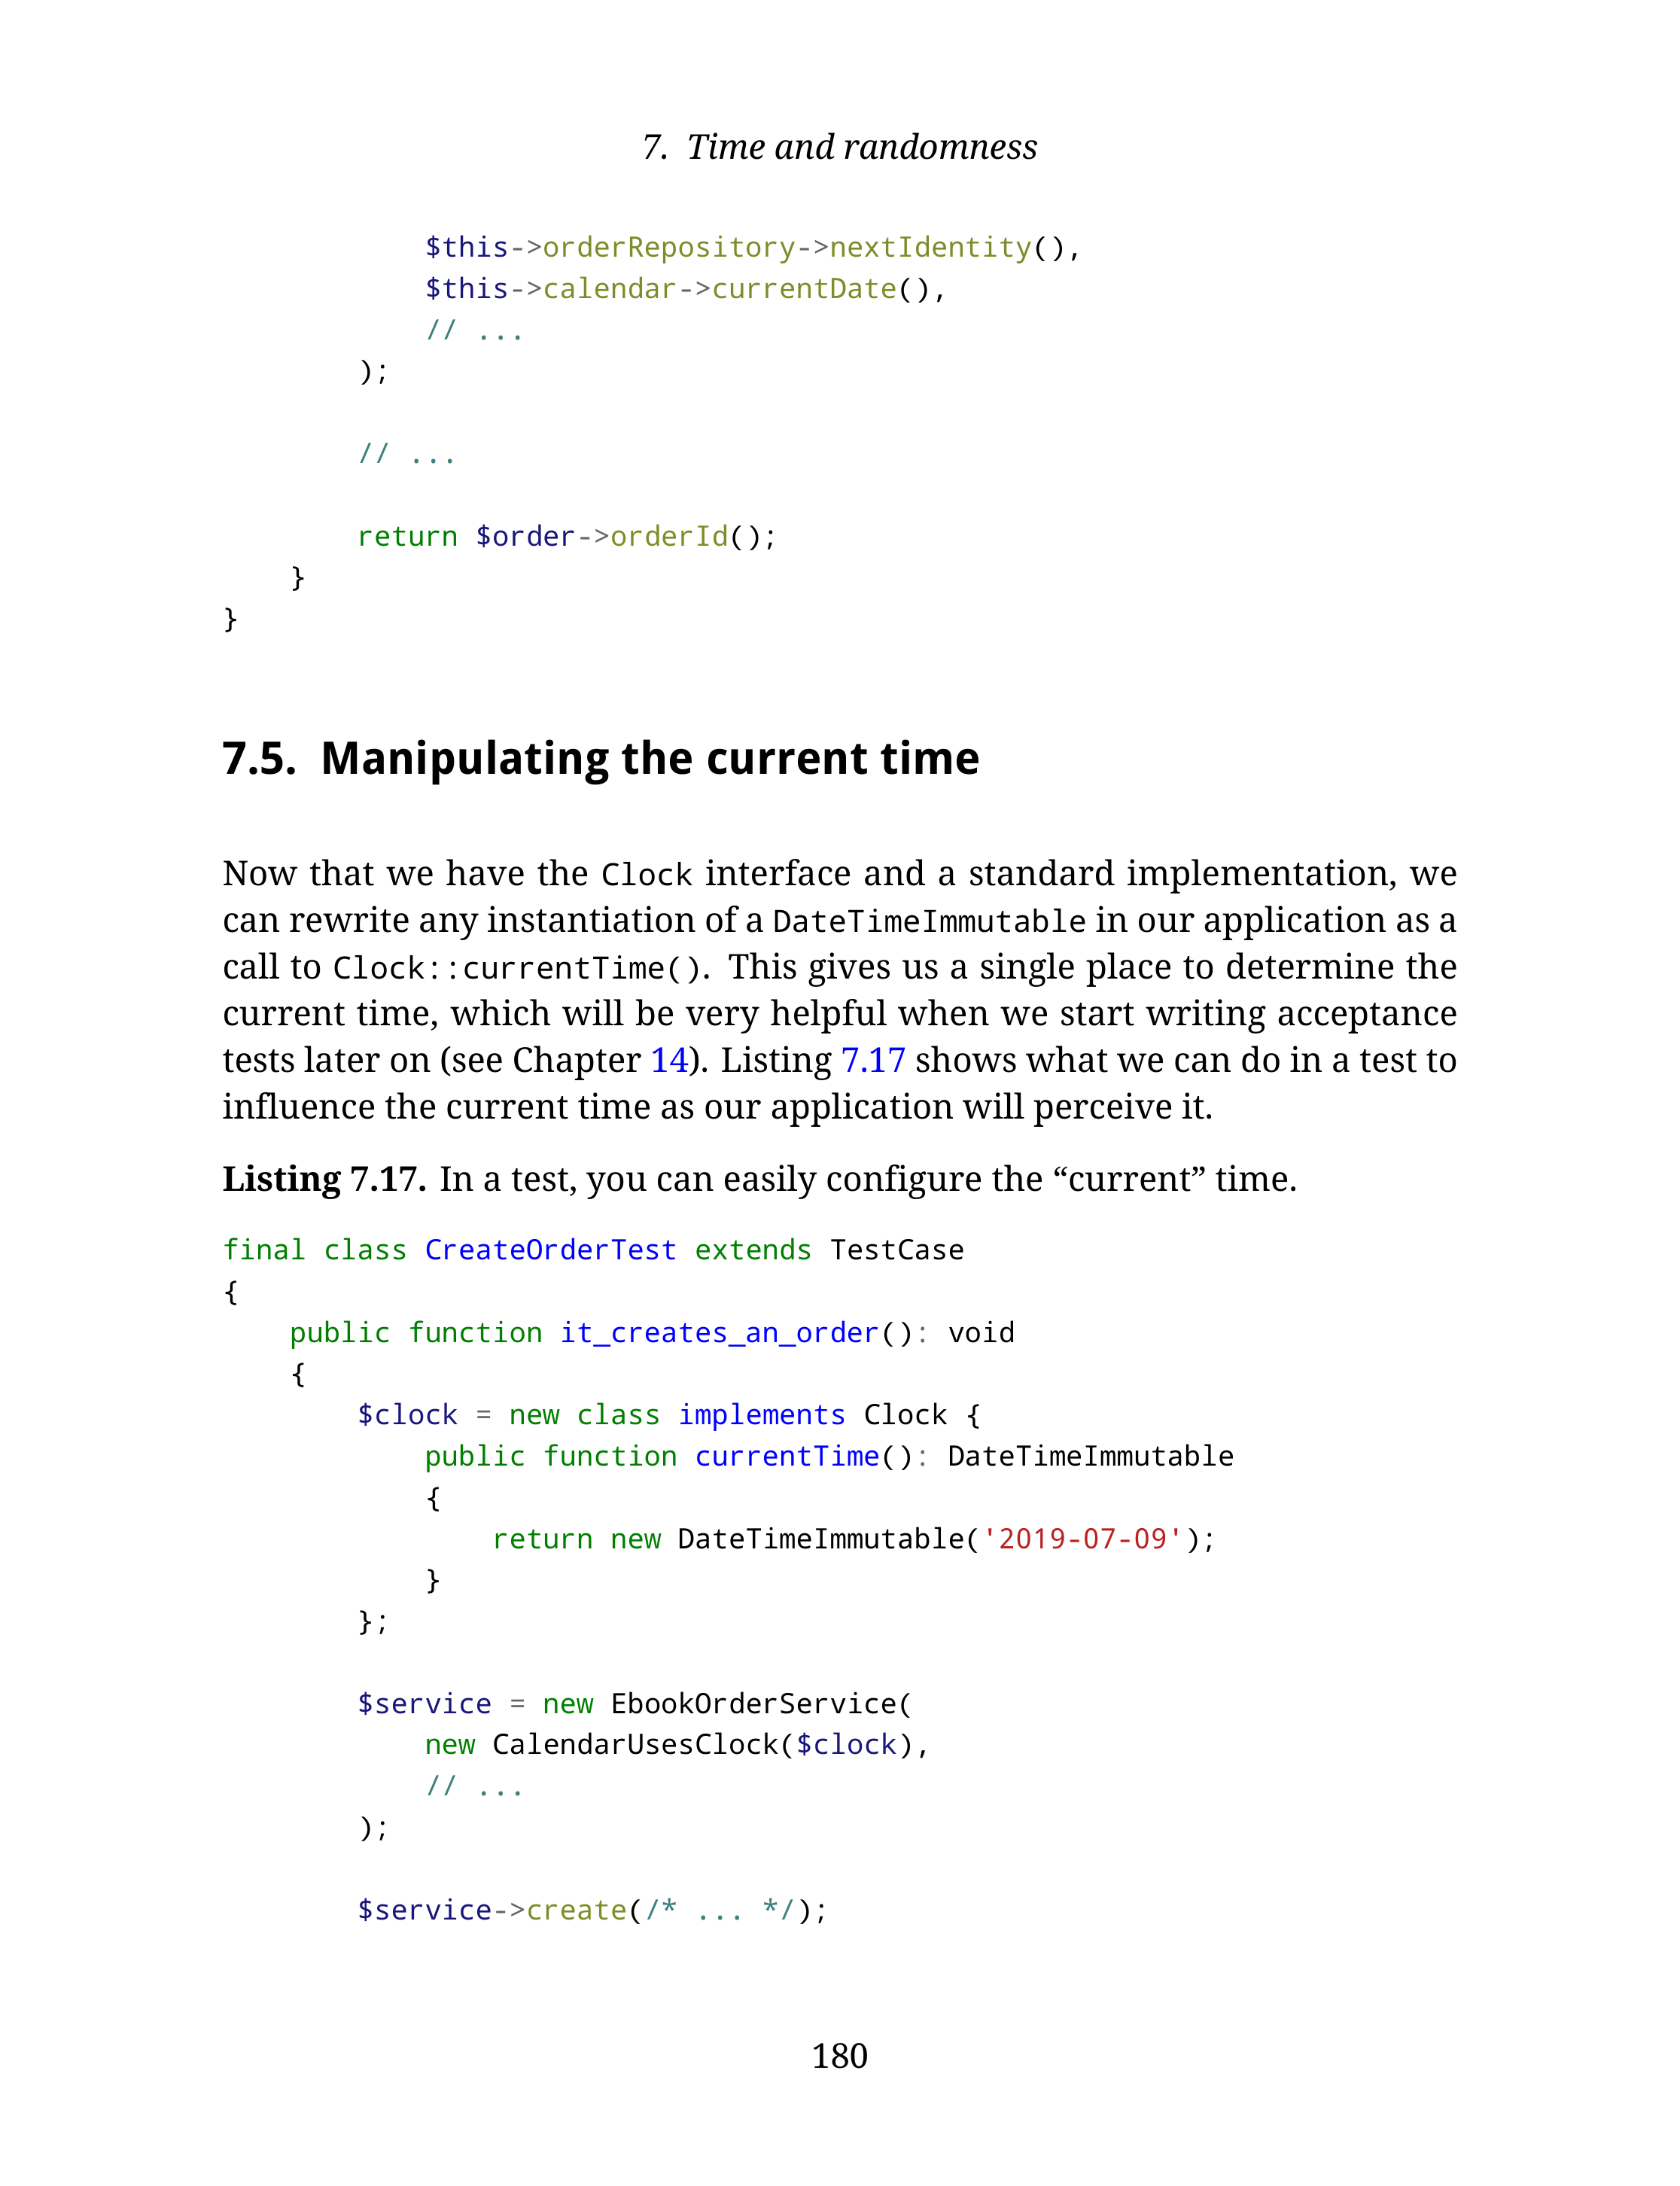 7. Time and randomness
            $this->orderRepository->nextIdentity(),
            $this->calendar->currentDate(),
            // ...
        );
        // ...
        return $order->orderId();
    }
}
7.5. Manipulating the current time
Now that we have the Clock interface and a standard implementation, we
can rewrite any instantiation of a DateTimeImmutable in our application as a
call to Clock::currentTime(). This gives us a single place to determine the
current time, which will be very helpful when we start writing acceptance
tests later on (see Chapter 14). Listing 7.17 shows what we can do in a test to
influence the current time as our application will perceive it.
Listing 7.17. In a test, you can easily configure the “current” time.
final class CreateOrderTest extends TestCase
{
    public function it_creates_an_order(): void
    {
        $clock = new class implements Clock {
            public function currentTime(): DateTimeImmutable
            {
                return new DateTimeImmutable('2019-07-09');
            }
        };
        $service = new EbookOrderService(
            new CalendarUsesClock($clock),
            // ...
        );
        $service->create(/* ... */);
180